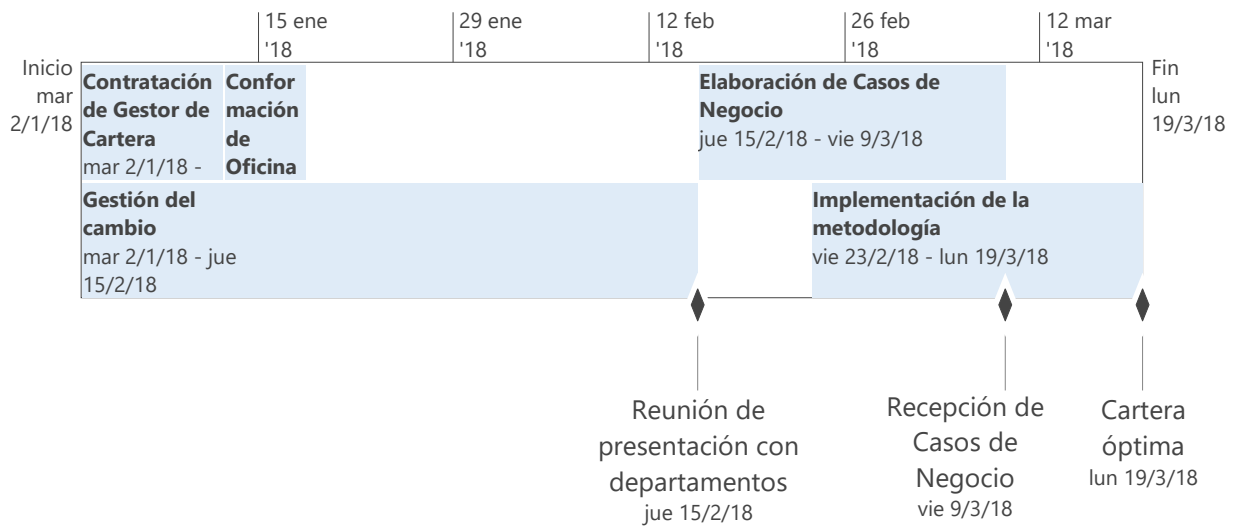 15 ene
'18
29 ene
'18
12 feb
'18
26 feb
'18
12 mar
'18
Inicio
mar
2/1/18
Contratación
de Gestor de
Cartera
mar 2/1/18 -
Confor
mación
de
Oficina
Elaboración de Casos de
Negocio
jue 15/2/18 - vie 9/3/18
Fin
lun
19/3/18
Gestión del
cambio
mar 2/1/18 - jue
15/2/18
Implementación de la
metodología
vie 23/2/18 - lun 19/3/18
Reunión de
presentación con
departamentos
jue 15/2/18
Recepción de
Casos de
Negocio
vie 9/3/18
Cartera
óptima
lun 19/3/18